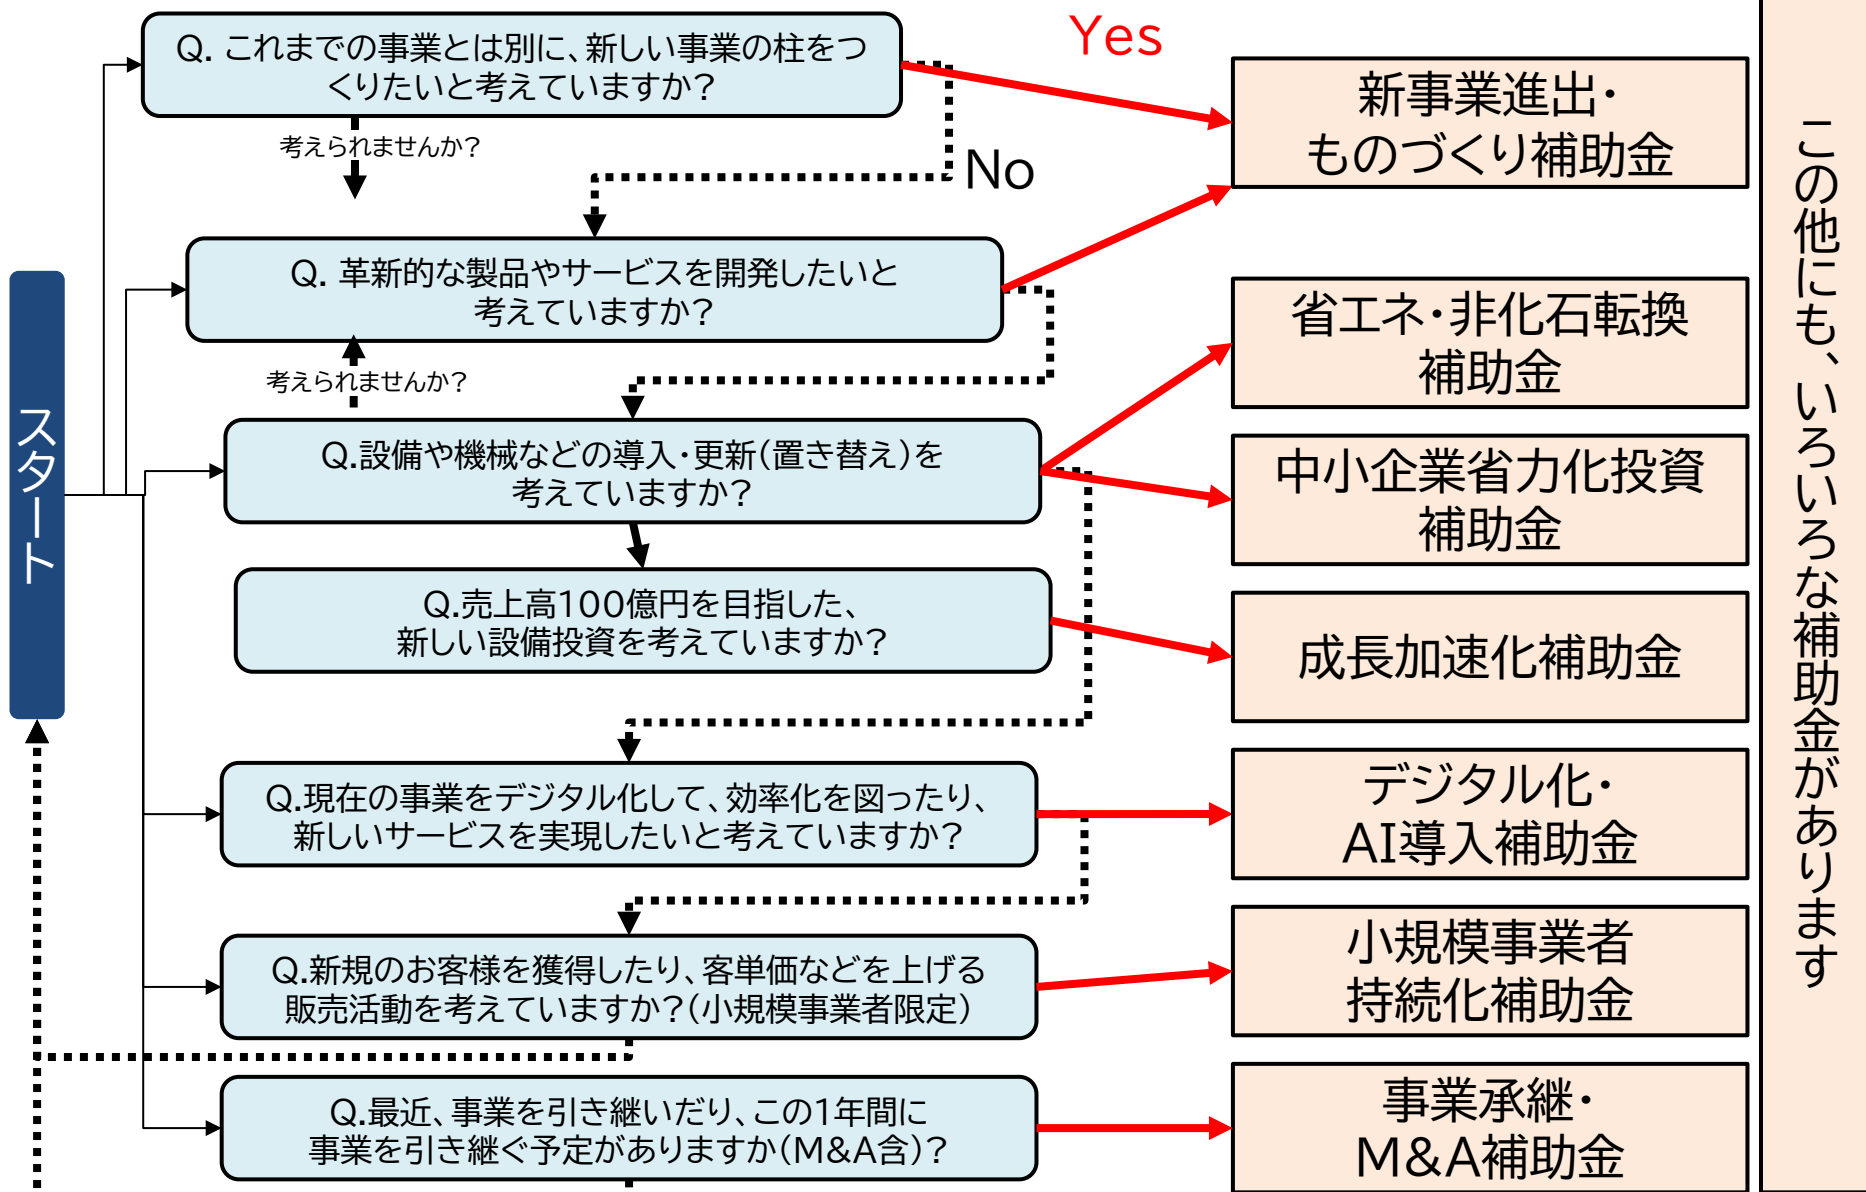 Q. これまでの事業とは別に、新しい事業の柱をつ
くりたいと考えていますか？
Yes
考えられませんか？
No
新事業進出・
ものづくり補助金
Q. 革新的な製品やサービスを開発したいと
考えていますか？
考えられませんか？
省エネ・非化石転換
補助金
スタート
Q.設備や機械などの導入・更新（置き替え）を
考えていますか？
中小企業省力化投資
補助金
Q.売上高100億円を目指した、
新しい設備投資を考えていますか？
成長加速化補助金
Q.現在の事業をデジタル化して、効率化を図ったり、
新しいサービスを実現したいと考えていますか？
デジタル化・
AI導入補助金
Q.新規のお客様を獲得したり、客単価などを上げる
販売活動を考えていますか？（小規模事業者限定）
小規模事業者
持続化補助金
Q.最近、事業を引き継いだり、この1年間に
事業を引き継ぐ予定がありますか（M&A含）？
事業承継・
M&A補助金
この他にも、いろいろな補助金があります